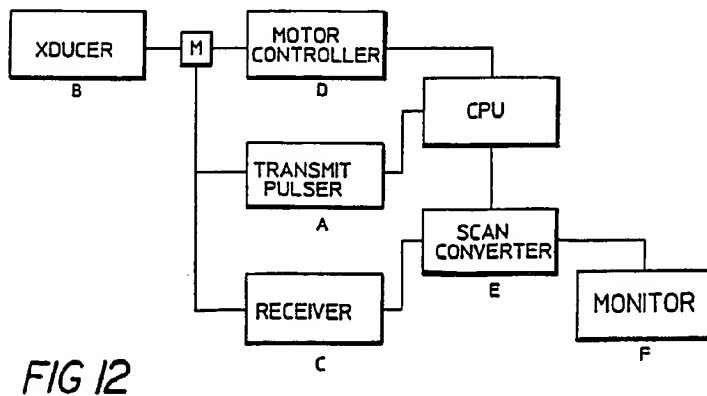 XDUCER
B
M
MOTOR
CONTROLLER
D
CPU
TRANSMIT
PULSER
A
SCAN
CONVERTER
E
RECEIVER
C
MONITOR
F
FIG 12